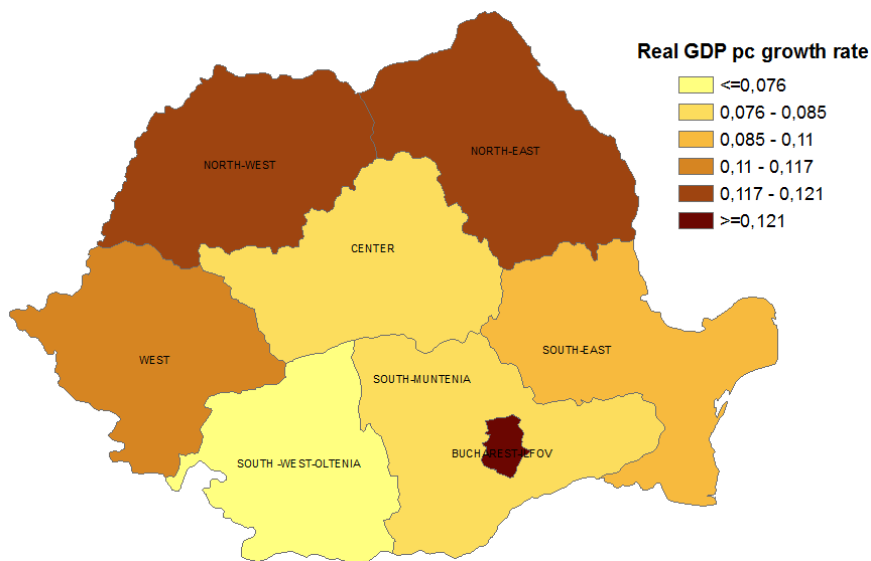 Real GDP pc growth rate
<=0,076
0,076 - 0,085
0,085 - 0,11
0,11 - 0,117
0,117 - 0,121
>=0,121
NORTH-EAST
NORTH-WEST
CENTER
SOUTH-EAST
WEST
SOUTH-MUNTENIA
BUCHAREST-ILFOV
SOUTH -WEST-OLTENIA